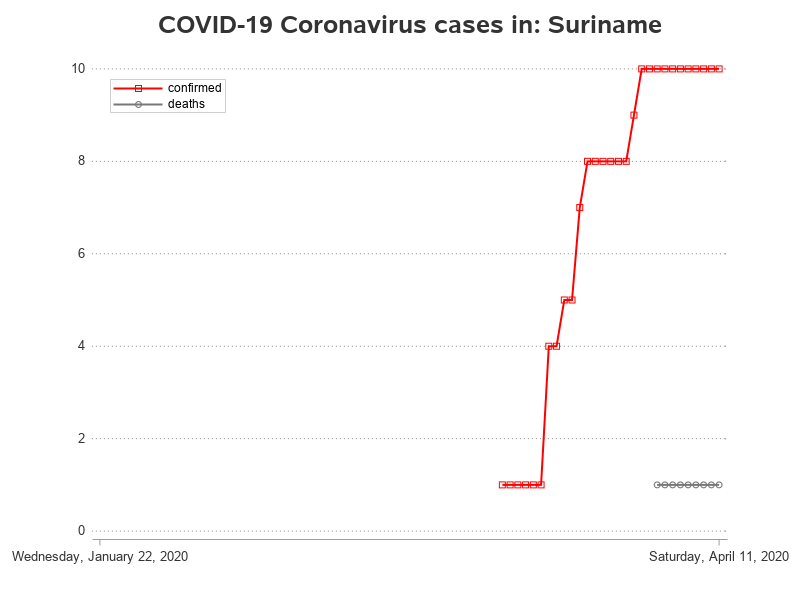 COVID-19 Coronavirus cases in: Suriname
10
confirmed
deaths
8
6
4
2
0
Wednesday, January 22, 2020
Saturday, April 11, 2020